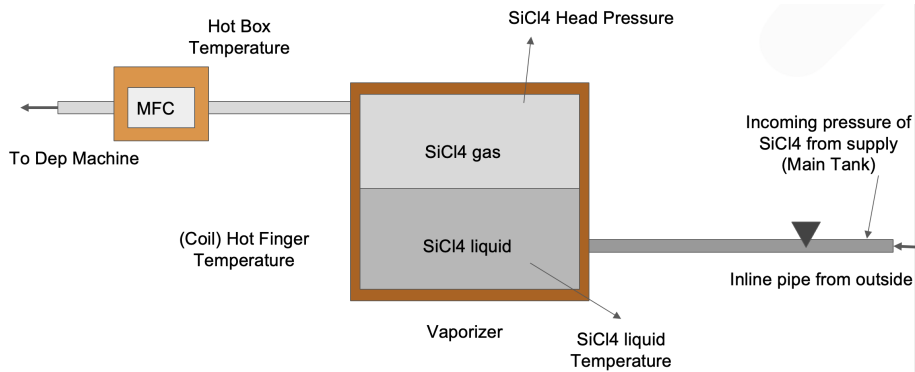 SiCl4 Head Pressure
Hot Box
Temperature
MFC
To Dep Machine
SiCl4 gas
Incoming pressure of
SiCl4 from supply
(Main Tank)
(Coil) Hot Finger
Temperature
SiCl4 liquid
Inline pipe from outside
Vaporizer
SiCl4 liquid
Temperature